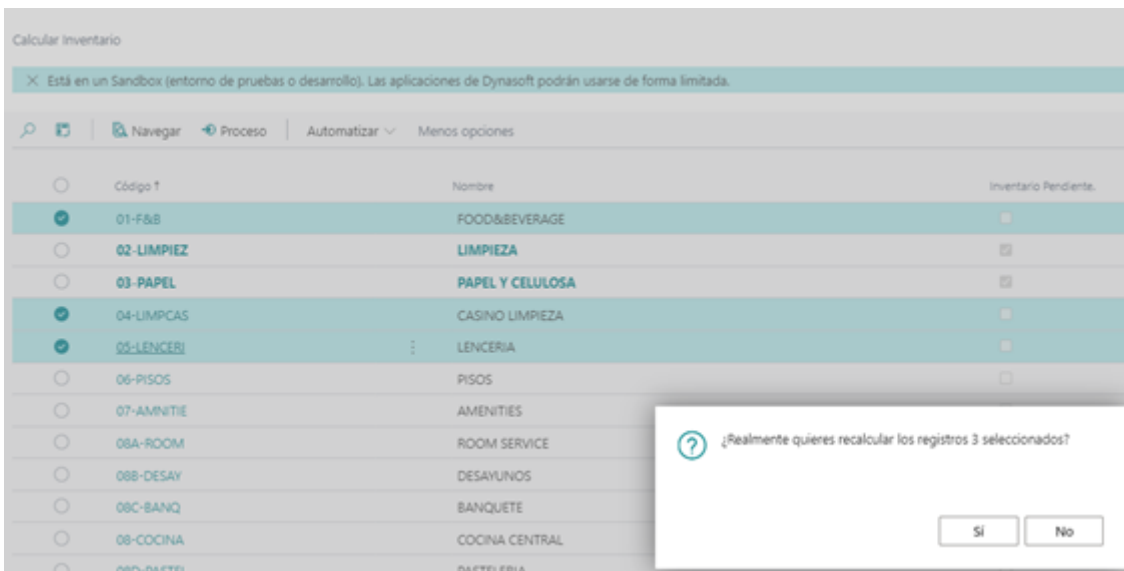 Calcular Inventario
Está en un Sandbox (entorno de pruebas o desarrollo). Las aplicaciones de Dynasoft podrán usarse de forma limitada.
Navegar Proceso Automatizar Menos opciones
Código ↑ Nombre Inventario Pendiente.
01-F&B FOOD&BEVERAGE
02-LIMPIEZ LIMPIEZA
03-PAPEL PAPEL Y CELULOSA
04-LIMPCAS CASINO LIMPIEZA
05-LENCERI LENCERIA
06-PISOS PISOS
07-AMNITIE AMENITIES
08A-ROOM ROOM SERVICE
08B-DESAY DESAYUNOS
08C-BANQ BANQUETE
08-COCINA COCINA CENTRAL
08D-PASTEL PASTELERIA
¿Realmente quieres recalcular los registros 3 seleccionados?
Sí No